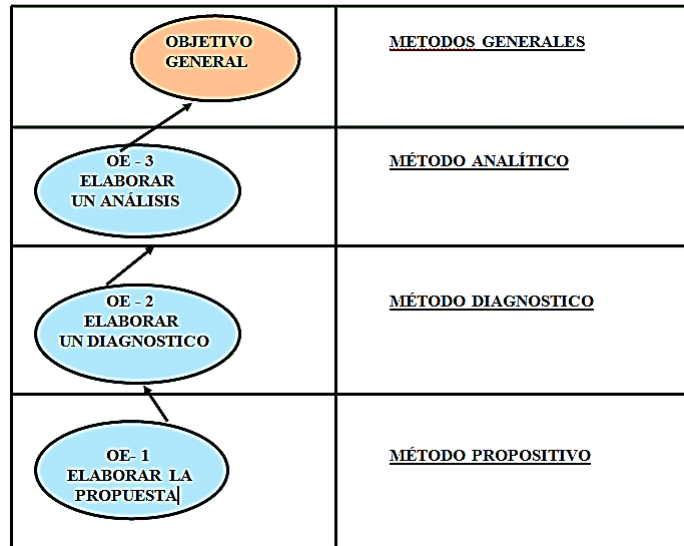 OBJETIVO
GENERAL
METODOS GENERALES
OE - 3
ELABORAR
UN ANÁLISIS
MÉTODO ANALÍTICO
OE - 2
ELABORAR
UN DIAGNOSTICO
MÉTODO DIAGNOSTICO
OE- 1
ELABORAR LA
PROPUESTA
MÉTODO PROPOSITIVO